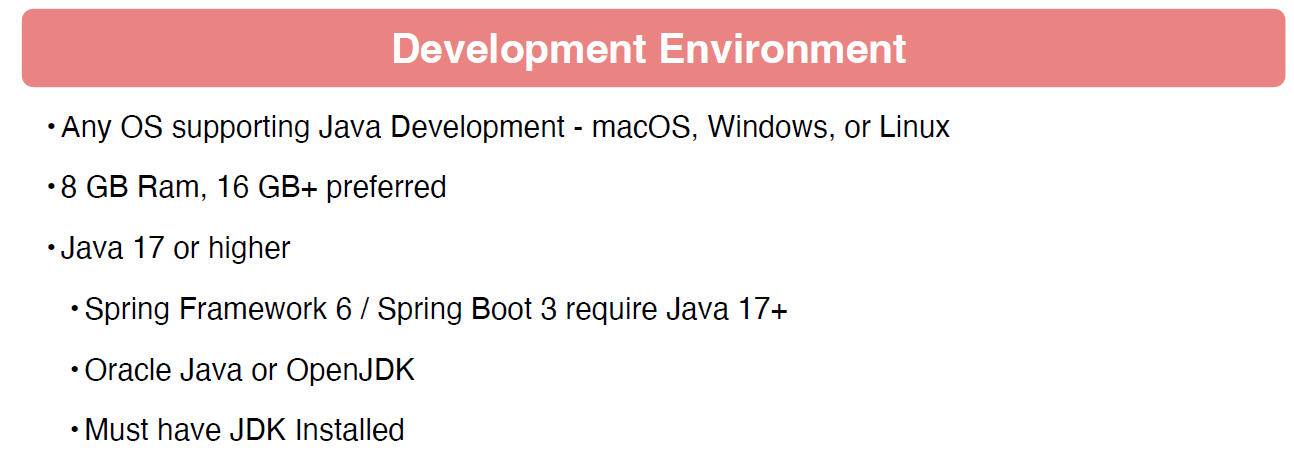 Development Environment
• Any OS supporting Java Development - macOS, Windows, or Linux
• 8 GB Ram, 16 GB+ preferred
• Java 17 or higher
• Spring Framework 6 / Spring Boot 3 require Java 17+
• Oracle Java or OpenJDK
• Must have JDK Installed